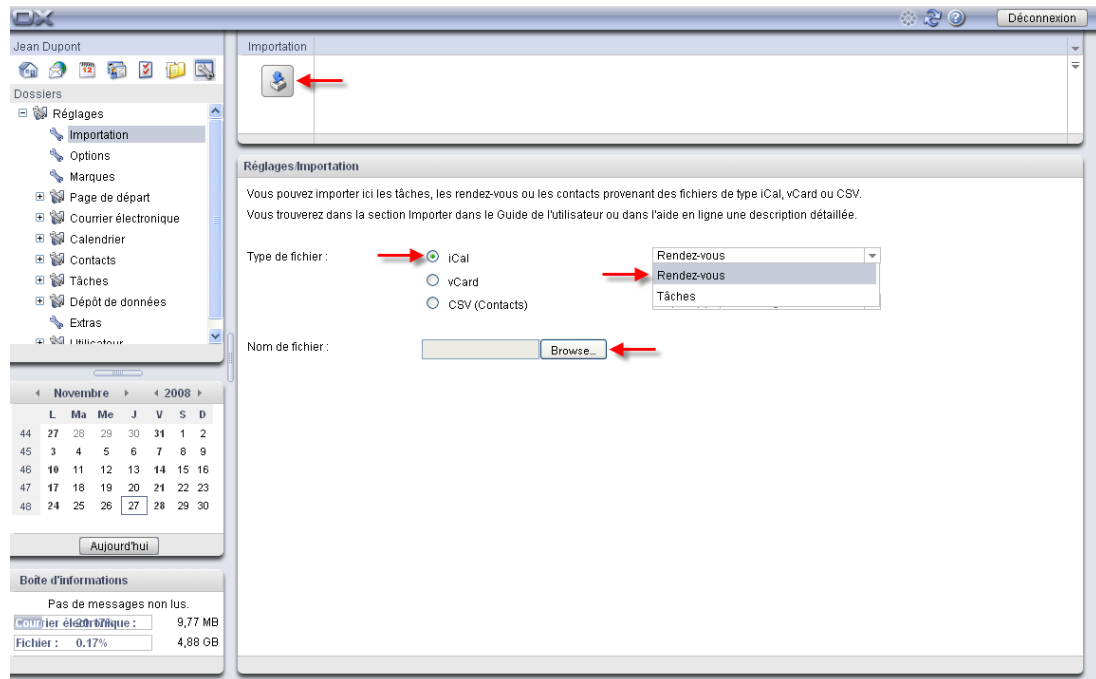 OX
Déconnexion
Jean Dupont
12
Dossiers
Réglages
Importation
Options
Marques
Page de départ
Courrier électronique
Calendrier
Contacts
Tâches
Dépôt de données
Extras
Utilisateur
Novembre 2008
L Ma Me J V S D
44 27 28 29 30 31 1 2
45 3 4 5 6 7 8 9
46 10 11 12 13 14 15 16
47 17 18 19 20 21 22 23
48 24 25 26 27 28 29 30
Aujourd'hui
Boîte d'informations
Pas de messages non lus.
Courrier électronique : 9,77 MB
Fichier : 0.17% 4,88 GB
Importation
Réglages/Importation
Vous pouvez importer ici les tâches, les rendez-vous ou les contacts provenant des fichiers de type iCal, vCard ou CSV.
Vous trouverez dans la section Importer dans le Guide de l'utilisateur ou dans l'aide en ligne une description détaillée.
Type de fichier : iCal Rendez-vous
Rendez-vous
vCard
Tâches
CSV (Contacts)
Nom de fichier : Browse...